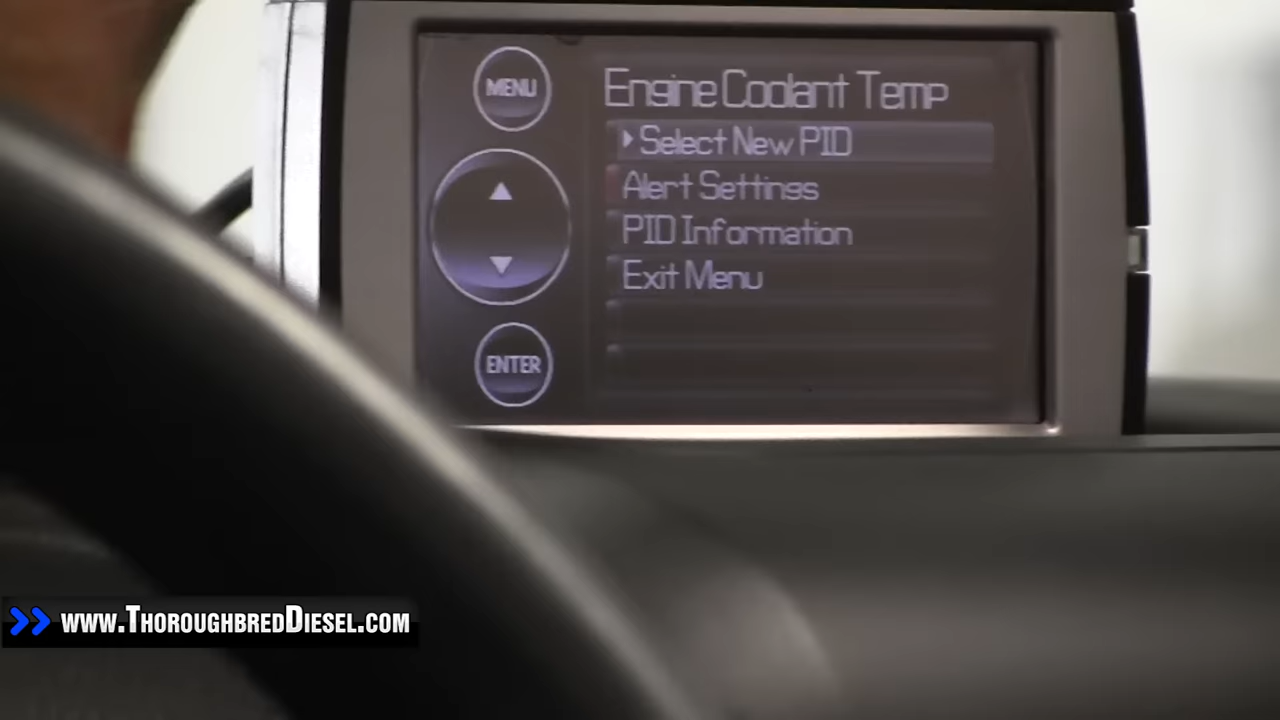 MENU
Engine Coolant Temp
Select New PID
Alert Settings
PID Information
Exit Menu
ENTER
www.ThoroughbredDiesel.com